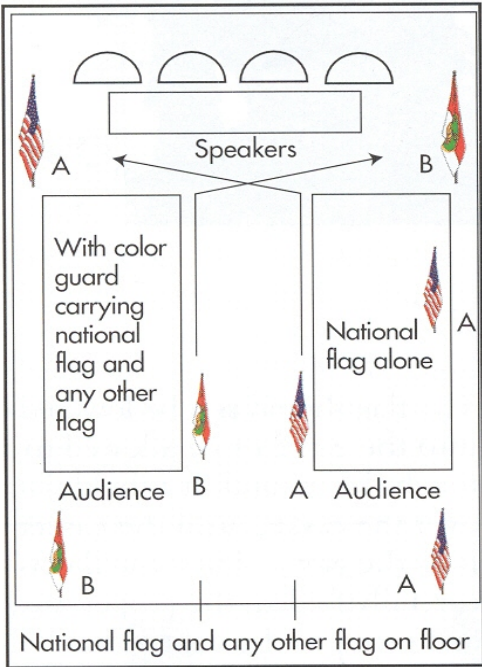 Speakers
A
B
With color
guard
carrying
national
flag and
any other
flag
National
flag alone
A
B
A
Audience
Audience
B
A
National flag and any other flag on floor